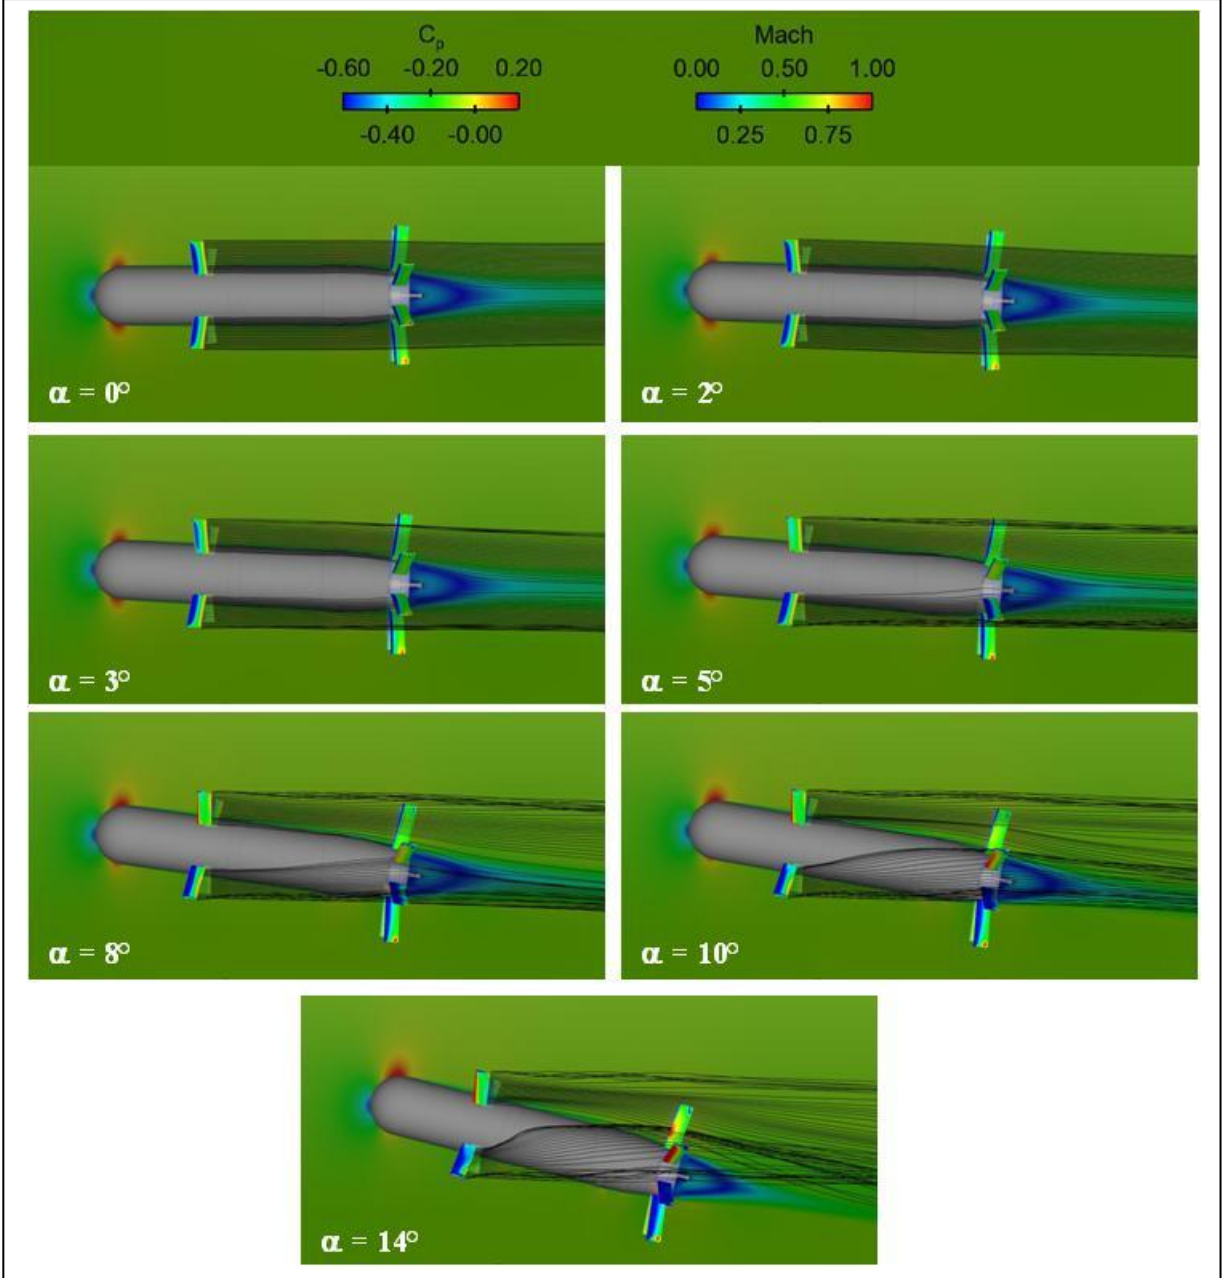 Cp Mach
-0.60 -0.20 0.20 0.00 0.50 1.00
-0.40 -0.00 0.25 0.75
α = 0° α = 2°
α = 3° α = 5°
α = 8° α = 10°
α = 14°